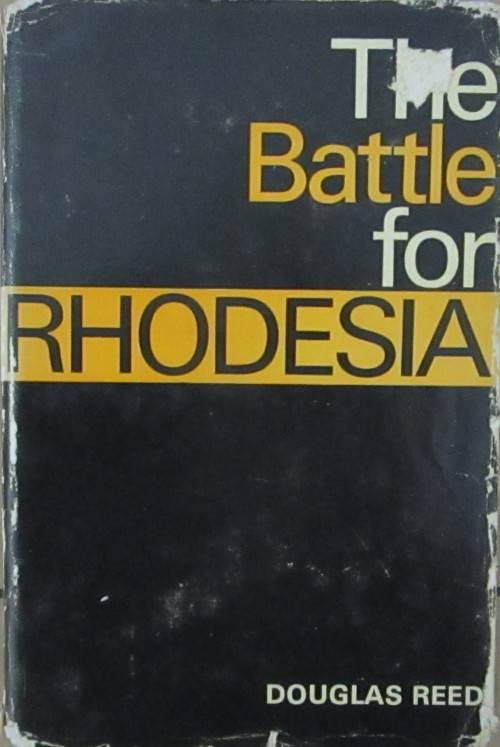 The
Battle
for
RHODESIA
DOUGLAS REED